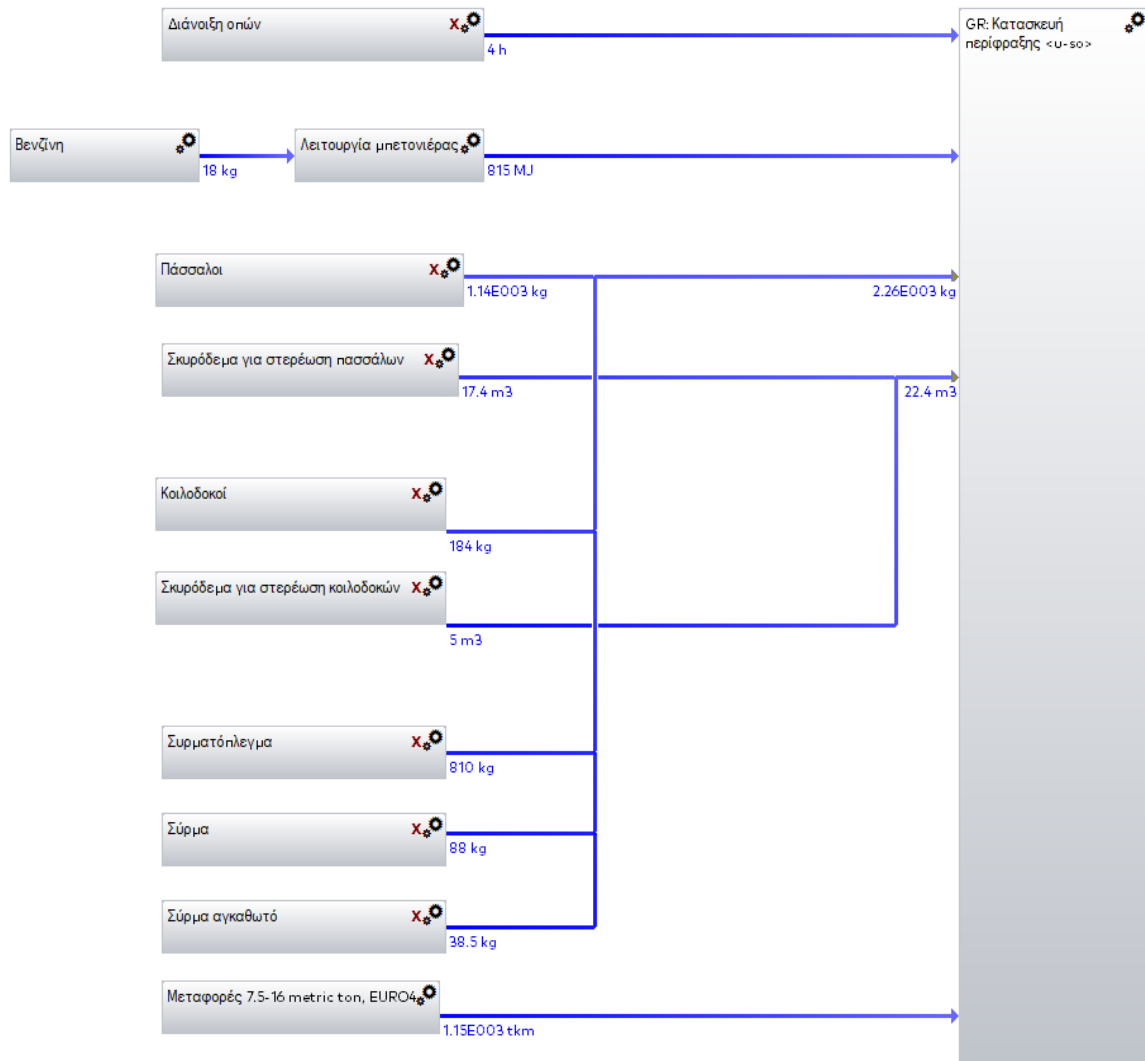 Διάνοιξη οπών
X
4 h
GR: Κατασκευή
περίφραξης <u-so>
Βενζίνη
18 kg
Λειτουργία μπετονιέρας
815 MJ
Πάσσαλοι
X
1.14E003 kg
2.26E003 kg
Σκυρόδεμα για στερέωση πασσάλων
X
17.4 m3
22.4 m3
Κοιλοδοκοί
X
184 kg
Σκυρόδεμα για στερέωση κοιλοδοκών
X
5 m3
Συρματόπλεγμα
X
810 kg
Σύρμα
X
88 kg
Σύρμα αγκαθωτό
X
38.5 kg
Μεταφορές 7.5-16 metric ton, EURO4
1.15E003 tkm